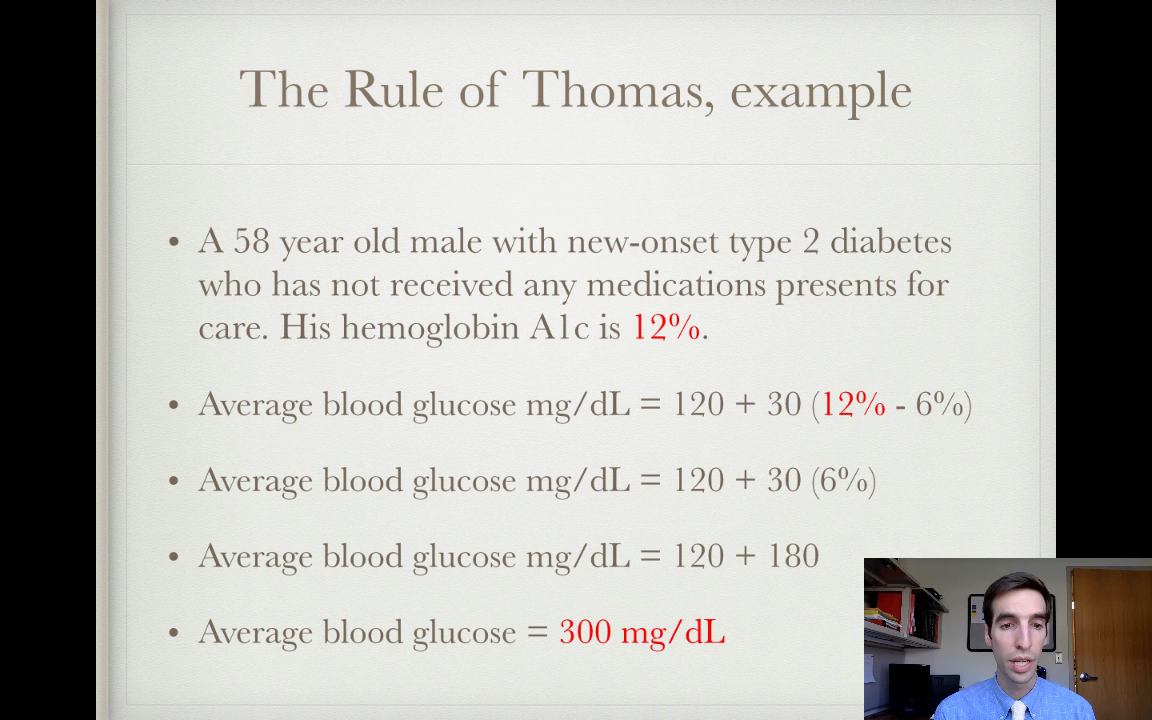 The Rule of Thomas, example
• A 58 year old male with new-onset type 2 diabetes
who has not received any medications presents for
care. His hemoglobin A1c is 12%.
• Average blood glucose mg/dL = 120 + 30 (12% - 6%)
• Average blood glucose mg/dL = 120 + 30 (6%)
• Average blood glucose mg/dL = 120 + 180
• Average blood glucose = 300 mg/dL